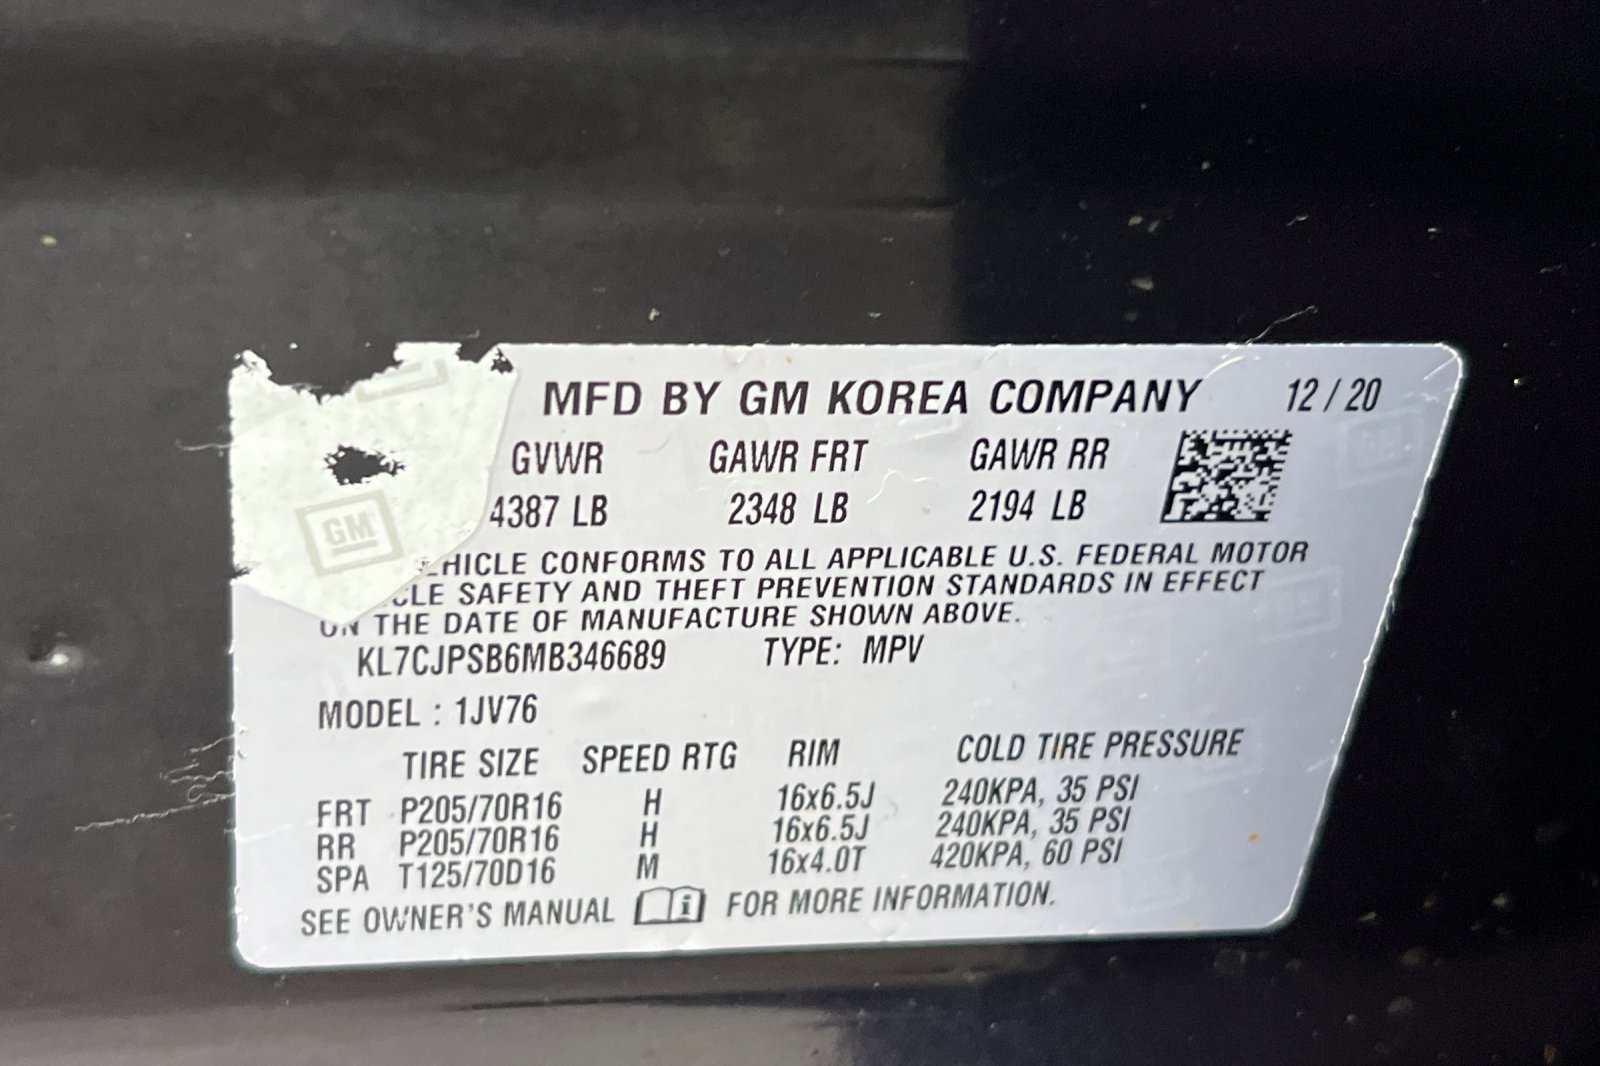 MFD BY GM KOREA COMPANY 12/20
GVWR GAWR FRT GAWR RR
4387 LB 2348 LB 2194 LB
GM
HICLE CONFORMS TO ALL APPLICABLE U.S. FEDERAL MOTOR
CLE SAFETY AND THEFT PREVENTION STANDARDS IN EFFECT
ON THE DATE OF MANUFACTURE SHOWN ABOVE.
KL7CJPSB6MB346689 TYPE: MPV
MODEL : 1JV76
TIRE SIZE SPEED RTG RIM COLD TIRE PRESSURE
FRT P205/70R16 H 16x6.5J 240KPA, 35 PSI
RR P205/70R16 H 16x6.5J 240KPA, 35 PSI
SPA T125/70D16 M 16x4.0T 420KPA, 60 PSI
SEE OWNER'S MANUAL i FOR MORE INFORMATION.